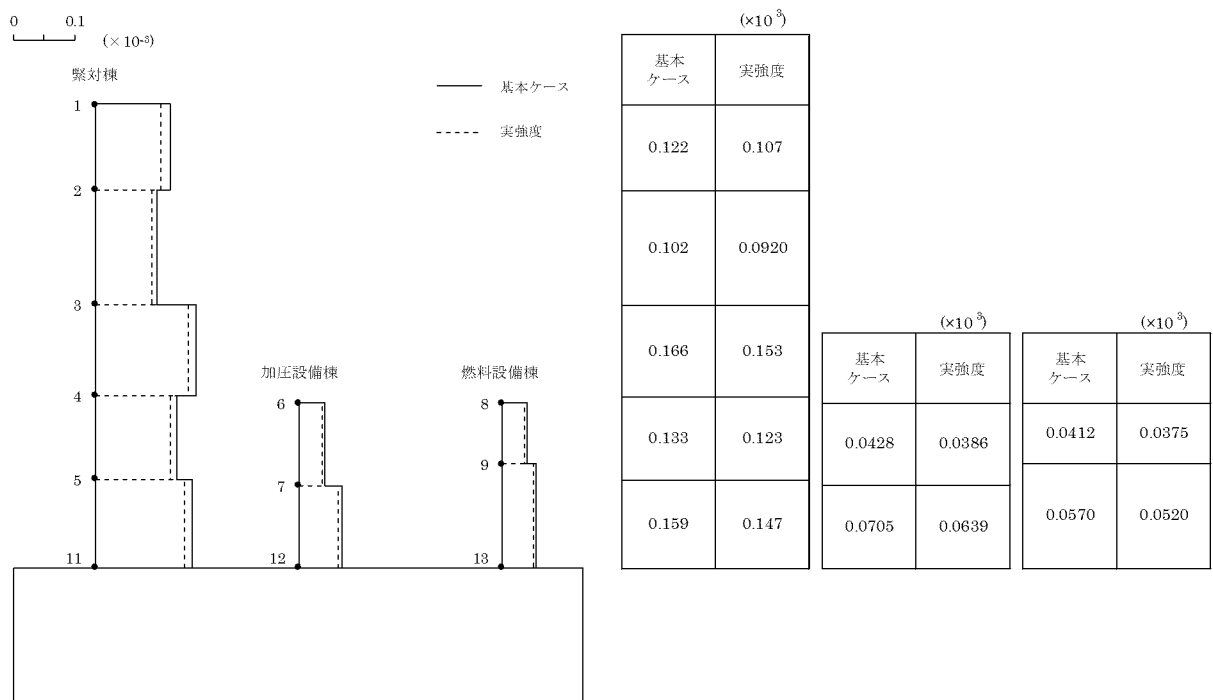 0 0.1
(× 10⁻³)
緊対棟
1
2
3
4
5
11
基本ケース
実強度
加圧設備棟
6
7
12
燃料設備棟
8
9
13
(×10³)
基本
ケース
実強度
0.122 0.107
0.102 0.0920
0.166 0.153
0.133 0.123
0.159 0.147
(×10³)
基本
ケース
実強度
0.0428 0.0386
0.0705 0.0639
(×10³)
基本
ケース
実強度
0.0412 0.0375
0.0570 0.0520